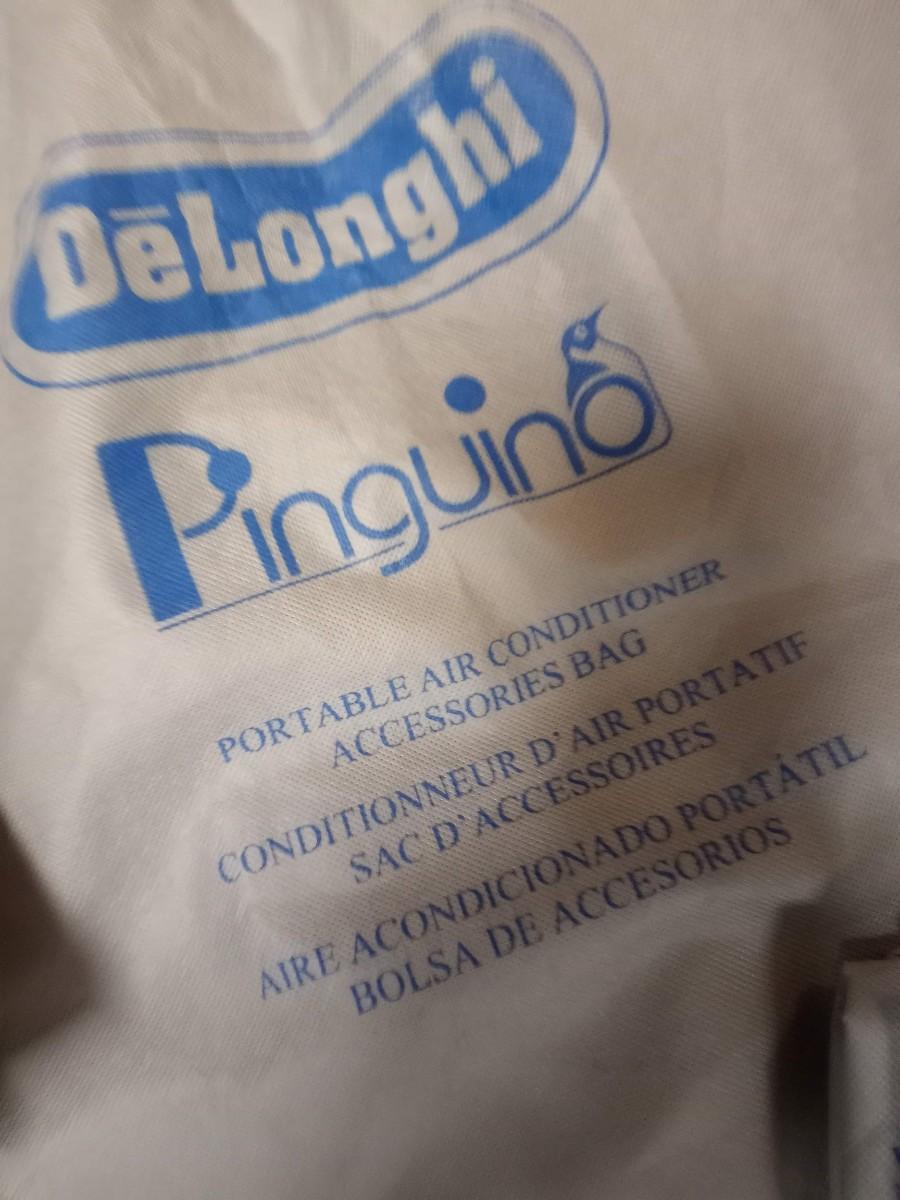 DēLonghi
Pinguino
PORTABLE AIR CONDITIONER
ACCESSORIES BAG
CONDITIONNEUR D'AIR PORTATIF
SAC D'ACCESSOIRES
AIRE ACONDICIONADO PORTÁTIL
BOLSA DE ACCESORIOS